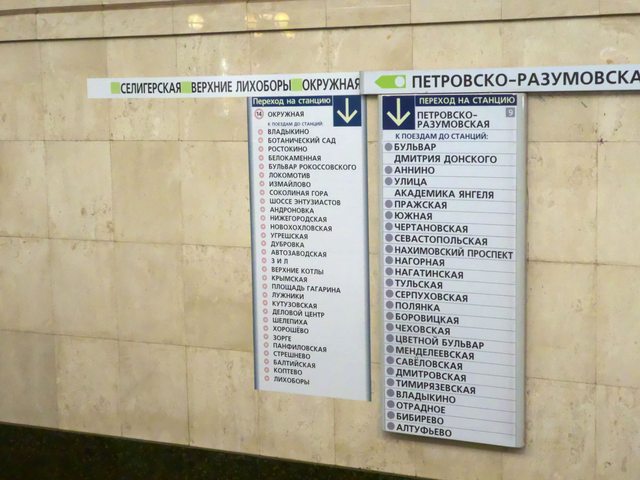 СЕЛИГЕРСКАЯ ВЕРХНИЕ ЛИХОБОРЫ ОКРУЖНАЯ
ПЕТРОВСКО-РАЗУМОВСКА
Переход на станцию
14 ОКРУЖНАЯ
К ПОЕЗДАМ ДО СТАНЦИЙ
ВЛАДЫКИНО
БОТАНИЧЕСКИЙ САД
РОСТОКИНО
БЕЛОКАМЕННАЯ
БУЛЬВАР РОКОССОВСКОГО
ЛОКОМОТИВ
ИЗМАЙЛОВО
СОКОЛИНАЯ ГОРА
ШОССЕ ЭНТУЗИАСТОВ
АНДРОНОВКА
НИЖЕГОРОДСКАЯ
НОВОХОХЛОВСКАЯ
УГРЕШСКАЯ
ДУБРОВКА
АВТОЗАВОДСКАЯ
ЗИЛ
ВЕРХНИЕ КОТЛЫ
КРЫМСКАЯ
ПЛОЩАДЬ ГАГАРИНА
ЛУЖНИКИ
КУТУЗОВСКАЯ
ДЕЛОВОЙ ЦЕНТР
ШЕЛЕПИХА
ХОРОШЁВО
ЗОРГЕ
ПАНФИЛОВСКАЯ
СТРЕШНЕВО
БАЛТИЙСКАЯ
КОПТЕВО
ЛИХОБОРЫ
ПЕРЕХОД НА СТАНЦИЮ
ПЕТРОВСКО- 9
РАЗУМОВСКАЯ
К ПОЕЗДАМ ДО СТАНЦИЙ:
БУЛЬВАР
ДМИТРИЯ ДОНСКОГО
АННИНО
УЛИЦА
АКАДЕМИКА ЯНГЕЛЯ
ПРАЖСКАЯ
ЮЖНАЯ
ЧЕРТАНОВСКАЯ
СЕВАСТОПОЛЬСКАЯ
НАХИМОВСКИЙ ПРОСПЕКТ
НАГОРНАЯ
НАГАТИНСКАЯ
ТУЛЬСКАЯ
СЕРПУХОВСКАЯ
ПОЛЯНКА
БОРОВИЦКАЯ
ЧЕХОВСКАЯ
ЦВЕТНОЙ БУЛЬВАР
МЕНДЕЛЕЕВСКАЯ
САВЁЛОВСКАЯ
ДМИТРОВСКАЯ
ТИМИРЯЗЕВСКАЯ
ВЛАДЫКИНО
ОТРАДНОЕ
БИБИРЕВО
АЛТУФЬЕВО